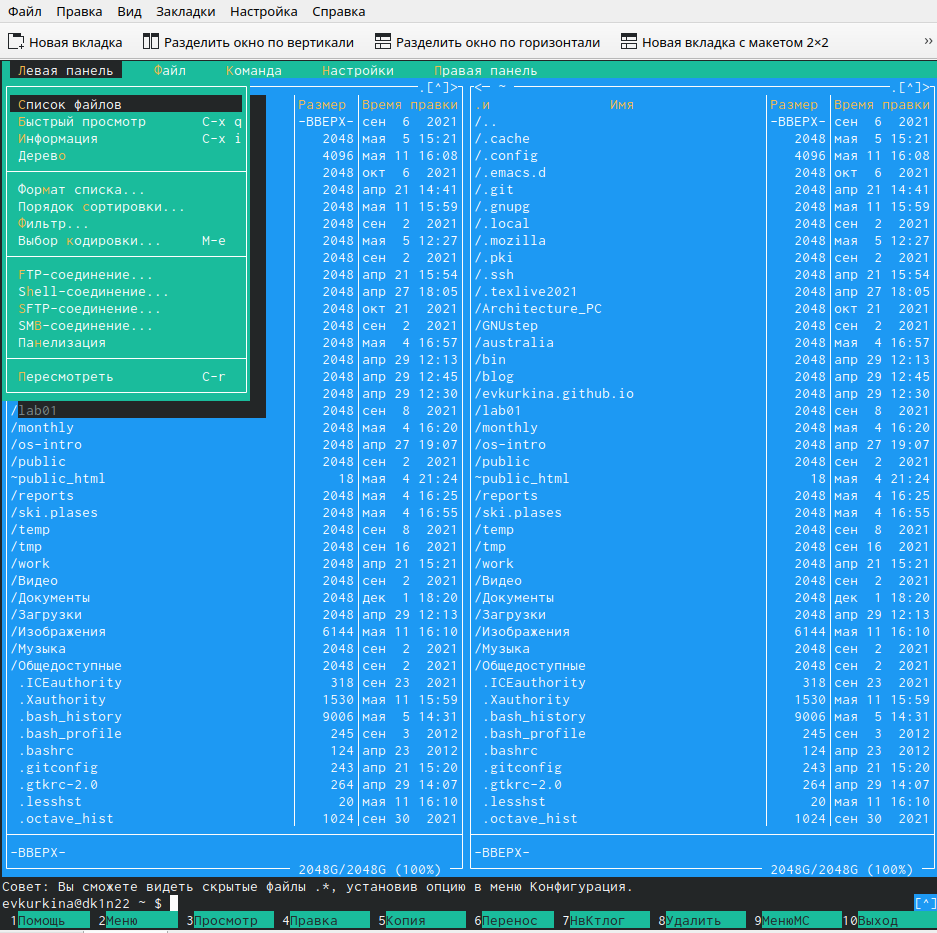 Файл Правка Вид Закладки Настройка Справка
Новая вкладка Разделить окно по вертикали Разделить окно по горизонтали Новая вкладка с макетом 2×2 »
Левая панель Файл Команда Настройки Правая панель
.[^]> <─ ~ .[^]>
Список файлов Размер Время правки .и Имя Размер Время правки
Быстрый просмотр C-x q -ВВЕРХ- сен 6 2021 /.. -ВВЕРХ- сен 6 2021
Информация C-x i 2048 мая 5 15:21 /.cache 2048 мая 5 15:21
Дерево 4096 мая 11 16:08 /.config 4096 мая 11 16:08
2048 окт 6 2021 /.emacs.d 2048 окт 6 2021
Формат списка... 2048 апр 21 14:41 /.git 2048 апр 21 14:41
Порядок сортировки... 2048 мая 11 15:59 /.gnupg 2048 мая 11 15:59
Фильтр... 2048 сен 2 2021 /.local 2048 сен 2 2021
Выбор кодировки... M-e 2048 мая 5 12:27 /.mozilla 2048 мая 5 12:27
2048 сен 2 2021 /.pki 2048 сен 2 2021
FTP-соединение... 2048 апр 21 15:54 /.ssh 2048 апр 21 15:54
Shell-соединение... 2048 апр 27 18:05 /.texlive2021 2048 апр 27 18:05
SFTP-соединение... 2048 окт 21 2021 /Architecture_PC 2048 окт 21 2021
SMB-соединение... 2048 сен 2 2021 /GNUstep 2048 сен 2 2021
Панелизация 2048 мая 4 16:57 /australia 2048 мая 4 16:57
2048 апр 29 12:13 /bin 2048 апр 29 12:13
Пересмотреть C-r 2048 апр 29 12:45 /blog 2048 апр 29 12:45
2048 апр 29 12:30 /evkurkina.github.io 2048 апр 29 12:30
/lab01 2048 сен 8 2021 /lab01 2048 сен 8 2021
/monthly 2048 мая 4 16:20 /monthly 2048 мая 4 16:20
/os-intro 2048 апр 27 19:07 /os-intro 2048 апр 27 19:07
/public 2048 сен 2 2021 /public 2048 сен 2 2021
~public_html 18 мая 4 21:24 ~public_html 18 мая 4 21:24
/reports 2048 мая 4 16:25 /reports 2048 мая 4 16:25
/ski.plases 2048 мая 4 16:55 /ski.plases 2048 мая 4 16:55
/temp 2048 сен 8 2021 /temp 2048 сен 8 2021
/tmp 2048 сен 16 2021 /tmp 2048 сен 16 2021
/work 2048 апр 21 15:21 /work 2048 апр 21 15:21
/Видео 2048 сен 2 2021 /Видео 2048 сен 2 2021
/Документы 2048 дек 1 18:20 /Документы 2048 дек 1 18:20
/Загрузки 2048 апр 29 12:13 /Загрузки 2048 апр 29 12:13
/Изображения 6144 мая 11 16:10 /Изображения 6144 мая 11 16:10
/Музыка 2048 сен 2 2021 /Музыка 2048 сен 2 2021
/Общедоступные 2048 сен 2 2021 /Общедоступные 2048 сен 2 2021
.ICEauthority 318 сен 23 2021 .ICEauthority 318 сен 23 2021
.Xauthority 1530 мая 11 15:59 .Xauthority 1530 мая 11 15:59
.bash_history 9006 мая 5 14:31 .bash_history 9006 мая 5 14:31
.bash_profile 245 сен 3 2012 .bash_profile 245 сен 3 2012
.bashrc 124 апр 23 2012 .bashrc 124 апр 23 2012
.gitconfig 243 апр 21 15:20 .gitconfig 243 апр 21 15:20
.gtkrc-2.0 264 апр 29 14:07 .gtkrc-2.0 264 апр 29 14:07
.lesshst 20 мая 11 16:10 .lesshst 20 мая 11 16:10
.octave_hist 1024 сен 30 2021 .octave_hist 1024 сен 30 2021
-ВВЕРХ- -ВВЕРХ-
2048G/2048G (100%) 2048G/2048G (100%)
Совет: Вы сможете видеть скрытые файлы .*, установив опцию в меню Конфигурация.
evkurkina@dk1n22 ~ $ [^]
1Помощь 2Меню 3Просмотр 4Правка 5Копия 6Перенос 7НвКтлог 8Удалить 9МенюMC 10Выход